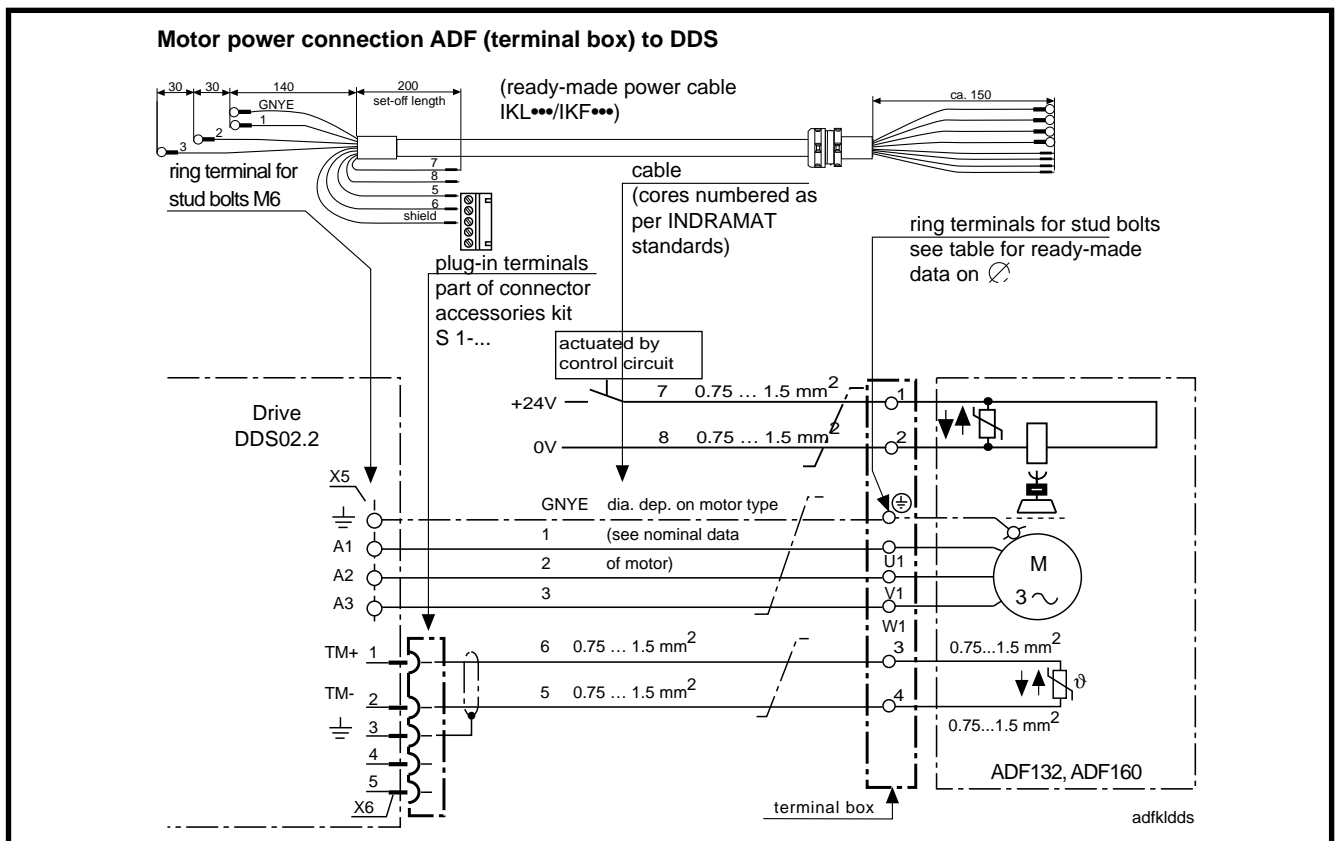 Motor power connection ADF (terminal box) to DDS
30 30 140 200
set-off length
GNYE
1
2
3
(ready-made power cable
IKL•••/IKF•••)
ca. 150
7
8
5
6
shield
ring terminal for
stud bolts M6
cable
(cores numbered as
per INDRAMAT
standards)
ring terminals for stud bolts
see table for ready-made
data on ∅
plug-in terminals
part of connector
accessories kit
S 1-...
actuated by
control circuit
Drive
DDS02.2
+24V 7 0.75 … 1.5 mm² 1
0V 8 0.75 … 1.5 mm² 2
X5
GNYE dia. dep. on motor type
A1 1 (see nominal data U1
A2 2 of motor) V1
A3 3 W1
M
3
TM+ 1 6 0.75 … 1.5 mm² 3 0.75...1.5 mm²
TM- 2 5 0.75 … 1.5 mm² 4 0.75...1.5 mm²
ϑ
3
4
5
X6
terminal box
ADF132, ADF160
adfkldds